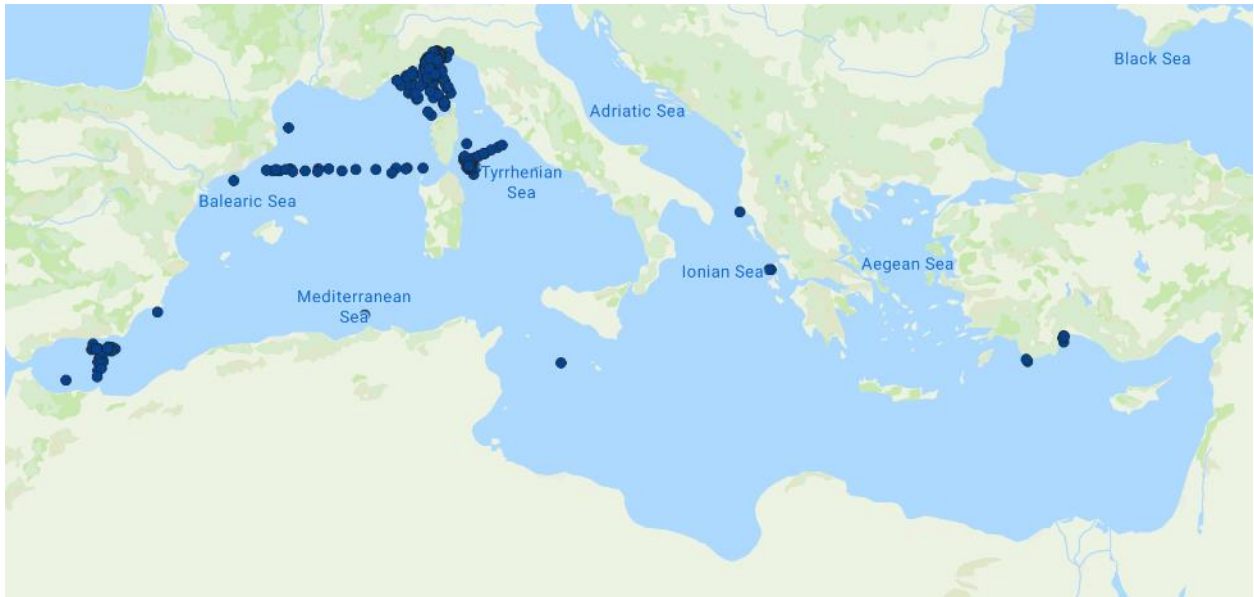 Black Sea
Adriatic Sea
Tyrrhenian
Sea
Balearic Sea
Ionian Sea
Aegean Sea
Mediterranean
Sea